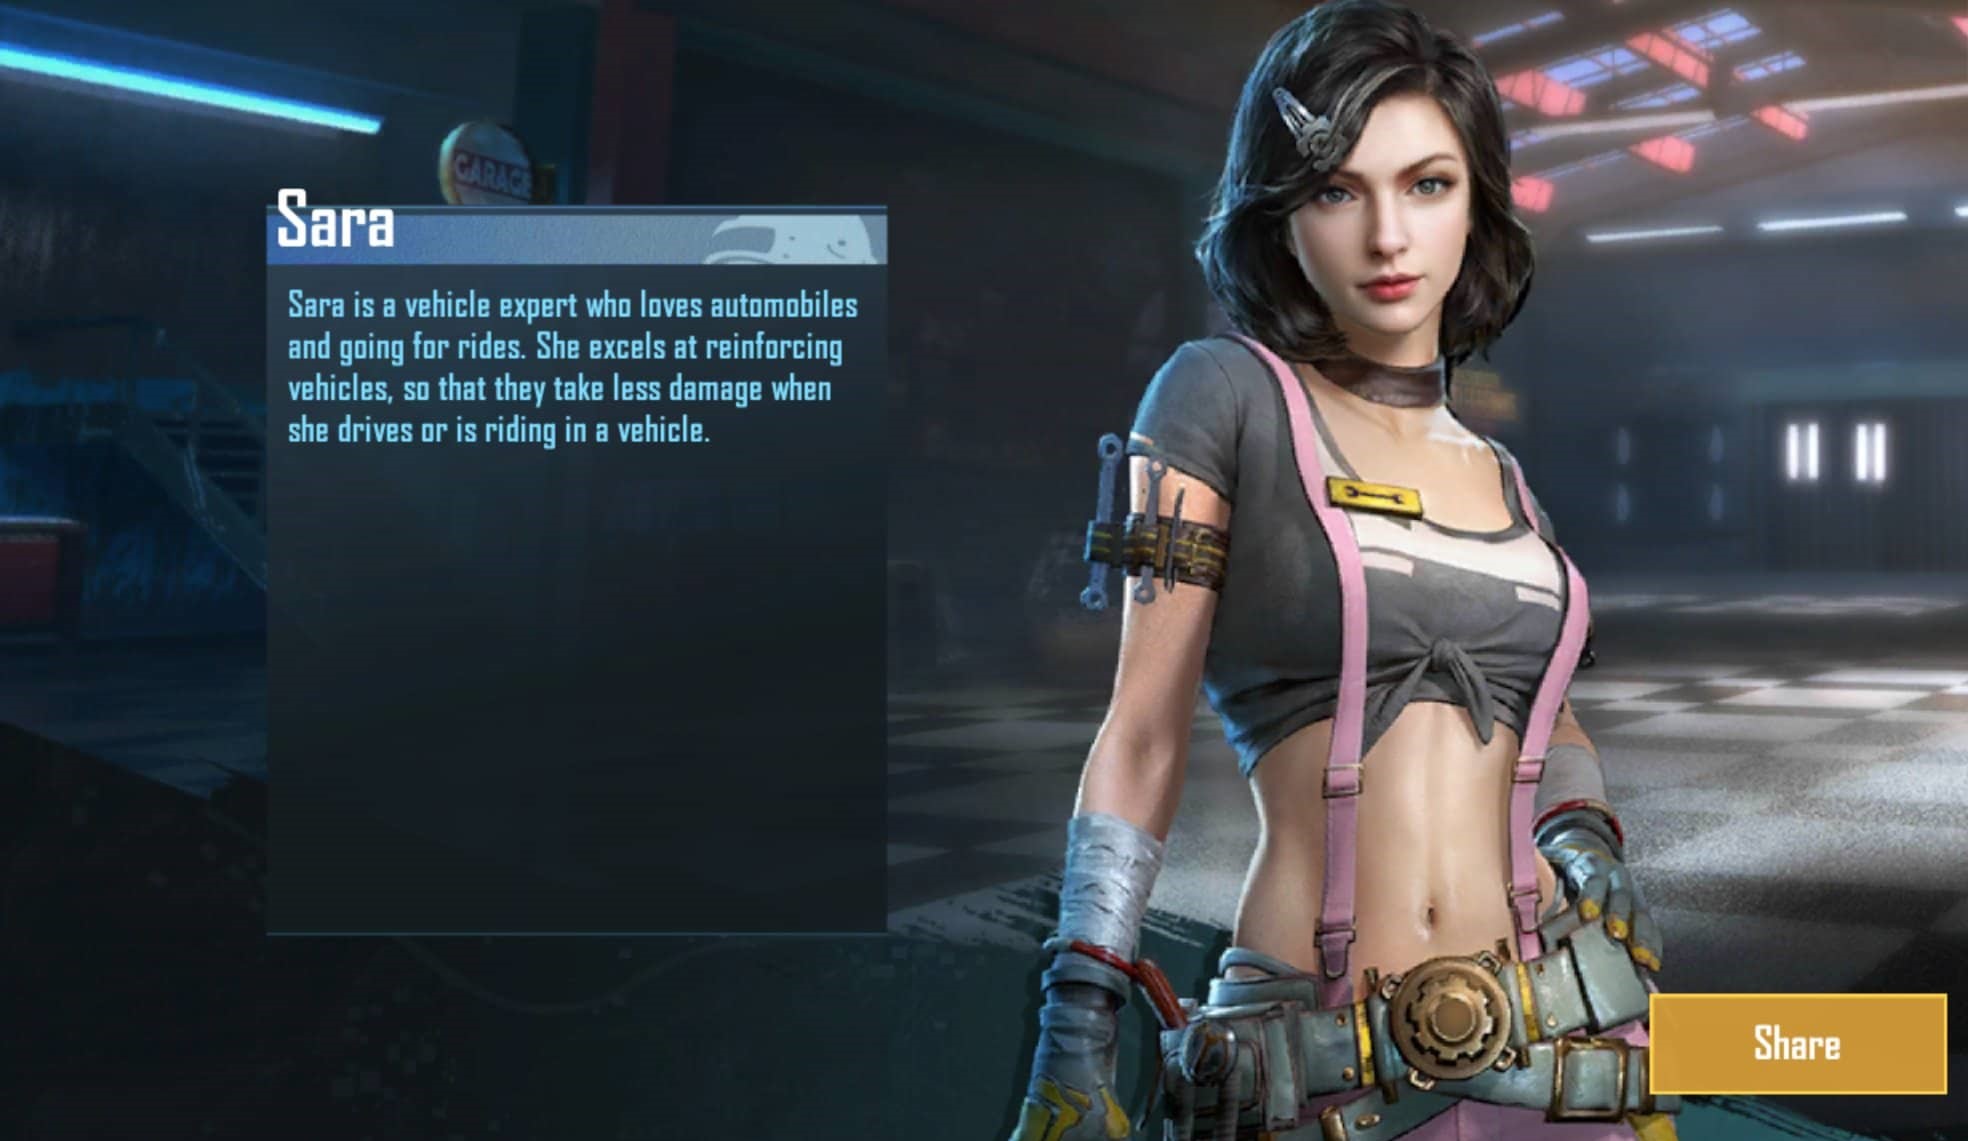 GARAGE
Sara
Sara is a vehicle expert who loves automobiles
and going for rides. She excels at reinforcing
vehicles, so that they take less damage when
she drives or is riding in a vehicle.
Share